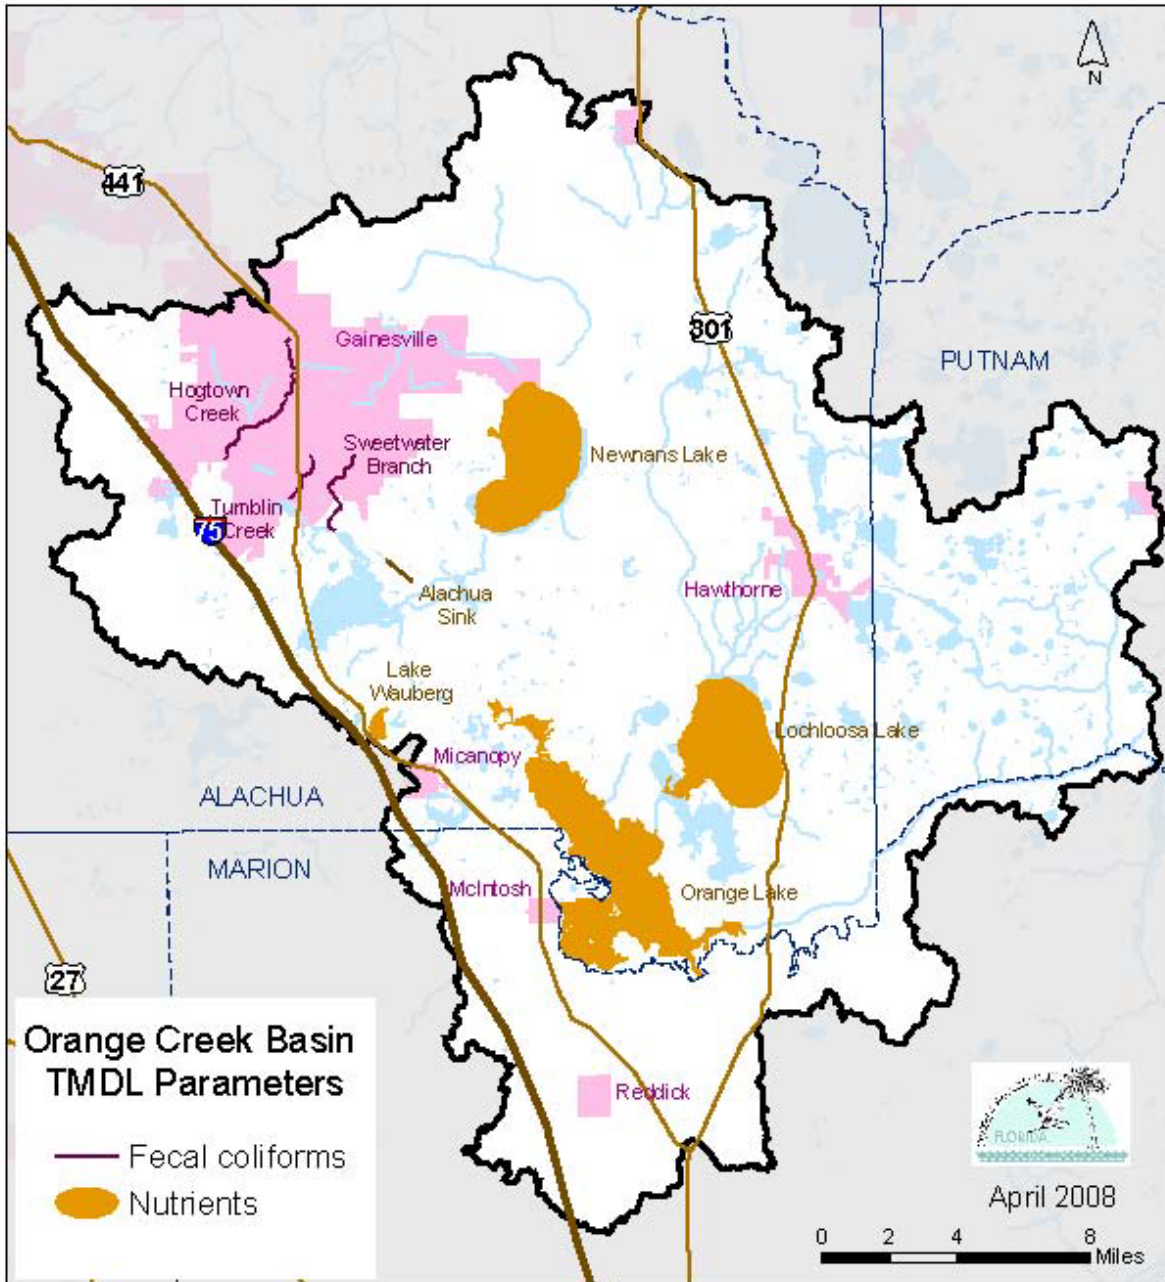 N
441
301
Gainesville
PUTNAM
Hogtown
Creek
Sweetwater
Branch
Newnans Lake
Tumblin
Creek
75
Alachua
Sink
Hawthorne
Lake
Wauberg
Lochloosa Lake
Micanopy
ALACHUA
MARION
McIntosh
Orange Lake
27
Orange Creek Basin
TMDL Parameters
Fecal coliforms
Nutrients
Reddick
FLORIDA
April 2008
0 2 4 8
Miles